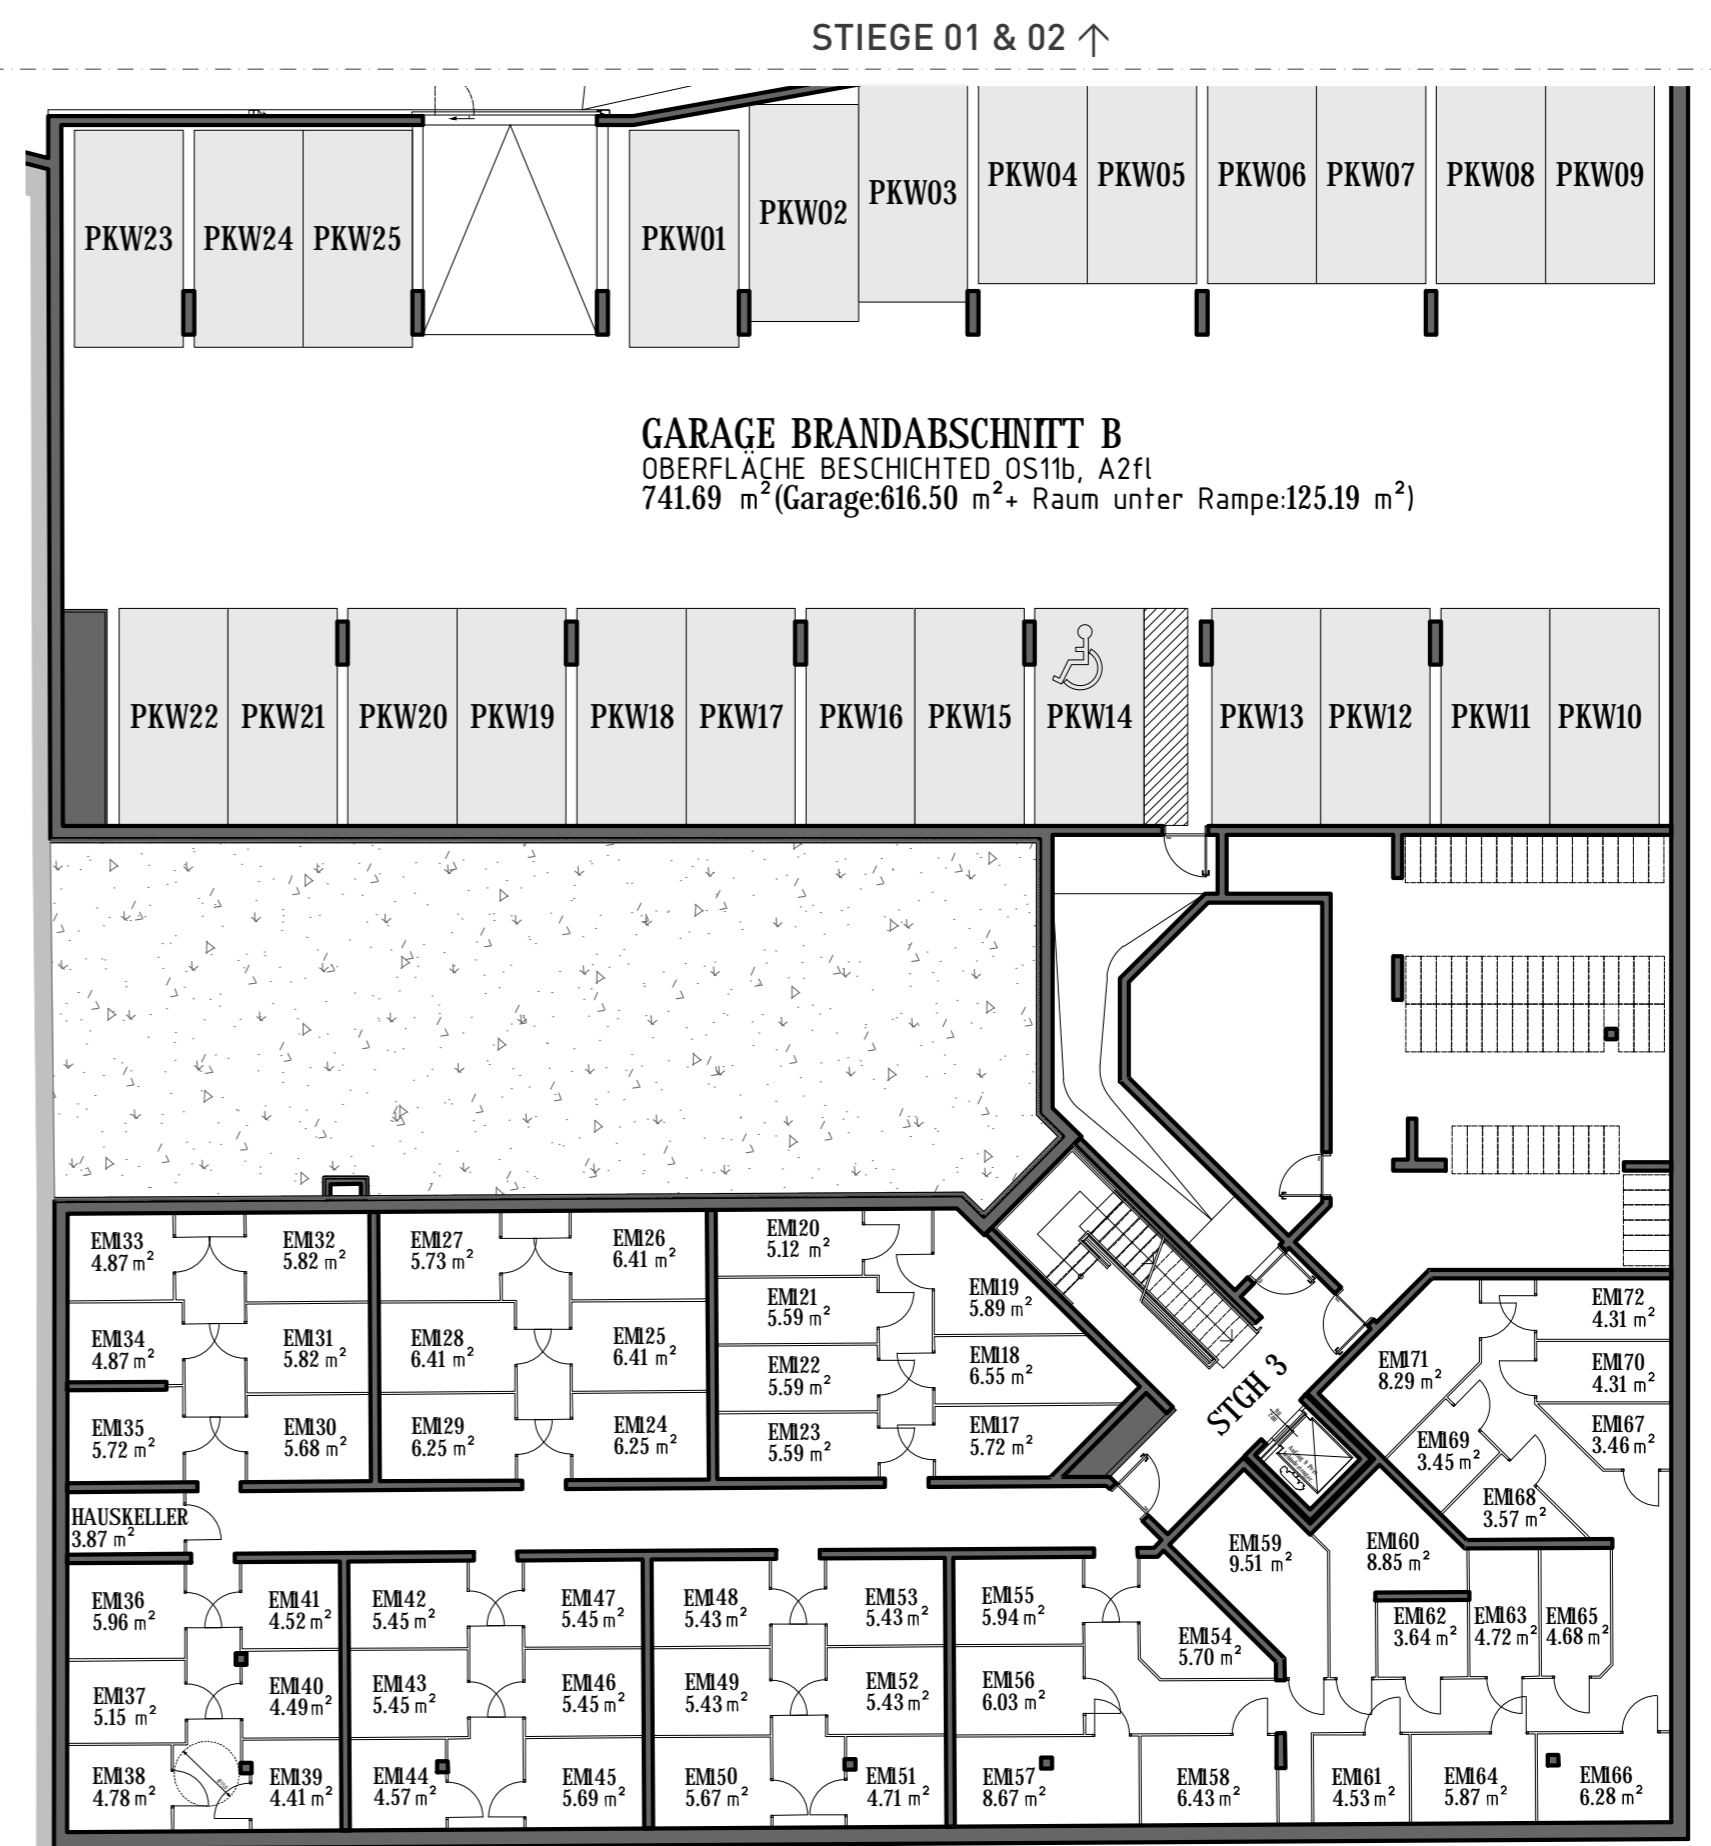 STIEGE 01 & 02 ↑
PKW23
PKW24
PKW25
PKW01
PKW02
PKW03
PKW04
PKW05
PKW06
PKW07
PKW08
PKW09
GARAGE BRANDABSCHNITT B
OBERFLÄCHE BESCHICHTED OS11b, A2fl
741.69 m²(Garage:616.50 m²+ Raum unter Rampe:125.19 m²)
PKW22
PKW21
PKW20
PKW19
PKW18
PKW17
PKW16
PKW15
PKW14
PKW13
PKW12
PKW11
PKW10
EM133
4.87 m²
EM132
5.82 m²
EM127
5.73 m²
EM126
6.41 m²
EM120
5.12 m²
EM119
5.89 m²
EM121
5.59 m²
EM134
4.87 m²
EM131
5.82 m²
EM128
6.41 m²
EM125
6.41 m²
EM122
5.59 m²
EM118
6.55 m²
EM135
5.72 m²
EM130
5.68 m²
EM129
6.25 m²
EM124
6.25 m²
EM123
5.59 m²
EM117
5.72 m²
STGH 3
EM172
4.31 m²
EM171
8.29 m²
EM170
4.31 m²
EM169
3.45 m²
EM167
3.46 m²
EM168
3.57 m²
HAUSKELLER
3.87 m²
EM159
9.51 m²
EM160
8.85 m²
EM136
5.96 m²
EM141
4.52 m²
EM142
5.45 m²
EM147
5.45 m²
EM148
5.43 m²
EM153
5.43 m²
EM155
5.94 m²
EM154
5.70 m²
EM162
3.64 m²
EM163
4.72 m²
EM165
4.68 m²
EM137
5.15 m²
EM140
4.49 m²
EM143
5.45 m²
EM146
5.45 m²
EM149
5.43 m²
EM152
5.43 m²
EM156
6.03 m²
EM138
4.78 m²
EM139
4.41 m²
EM144
4.57 m²
EM145
5.69 m²
EM150
5.67 m²
EM151
4.71 m²
EM157
8.67 m²
EM158
6.43 m²
EM161
4.53 m²
EM164
5.87 m²
EM166
6.28 m²